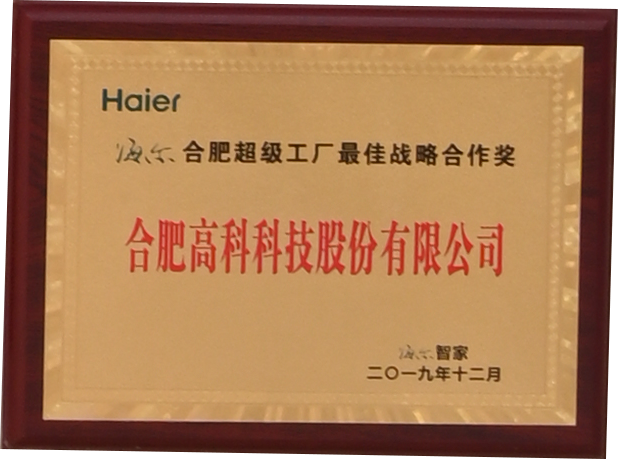 Haier
海尔 合肥超级工厂最佳战略合作奖
合肥高科科技股份有限公司
海尔智家
二〇一九年十二月